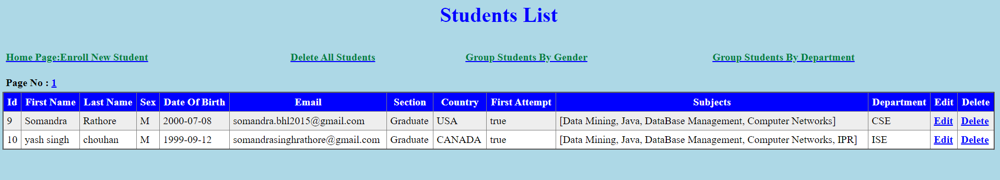 Students List
Home Page:Enroll New Student Delete All Students Group Students By Gender Group Students By Department
Page No : 1
Id First Name Last Name Sex Date Of Birth Email Section Country First Attempt Subjects Department Edit Delete
9 Somandra Rathore M 2000-07-08 somandra.bhl2015@gmail.com Graduate USA true [Data Mining, Java, DataBase Management, Computer Networks] CSE Edit Delete
10 yash singh chouhan M 1999-09-12 somandrasinghrathore@gmail.com Graduate CANADA true [Data Mining, Java, DataBase Management, Computer Networks, IPR] ISE Edit Delete